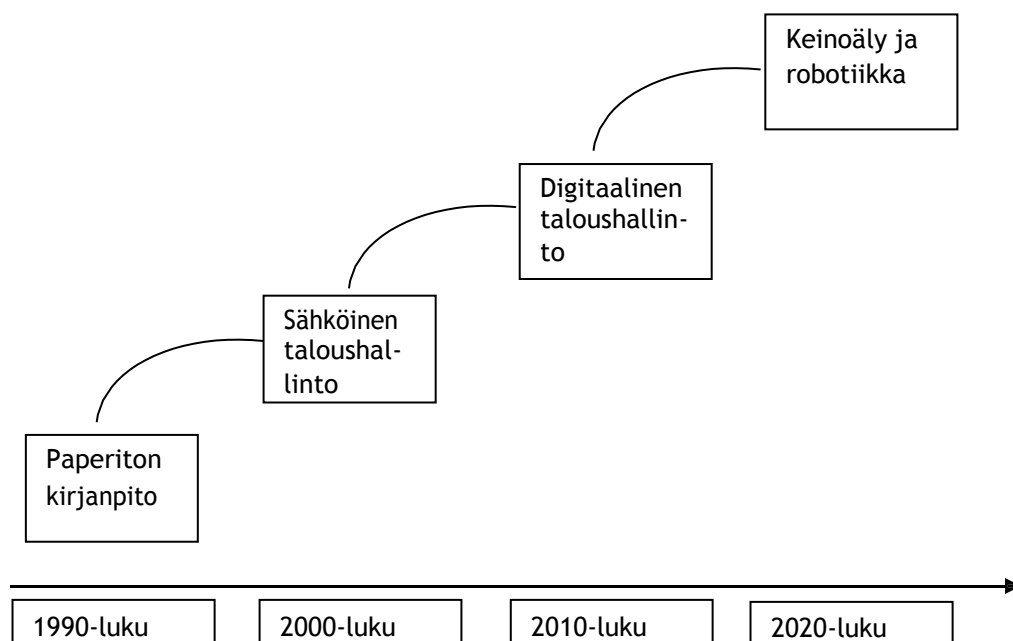 Keinoäly ja
robotiikka
Digitaalinen
taloushallin-
to
Sähköinen
taloushal-
linto
Paperiton
kirjanpito
1990-luku
2000-luku
2010-luku
2020-luku